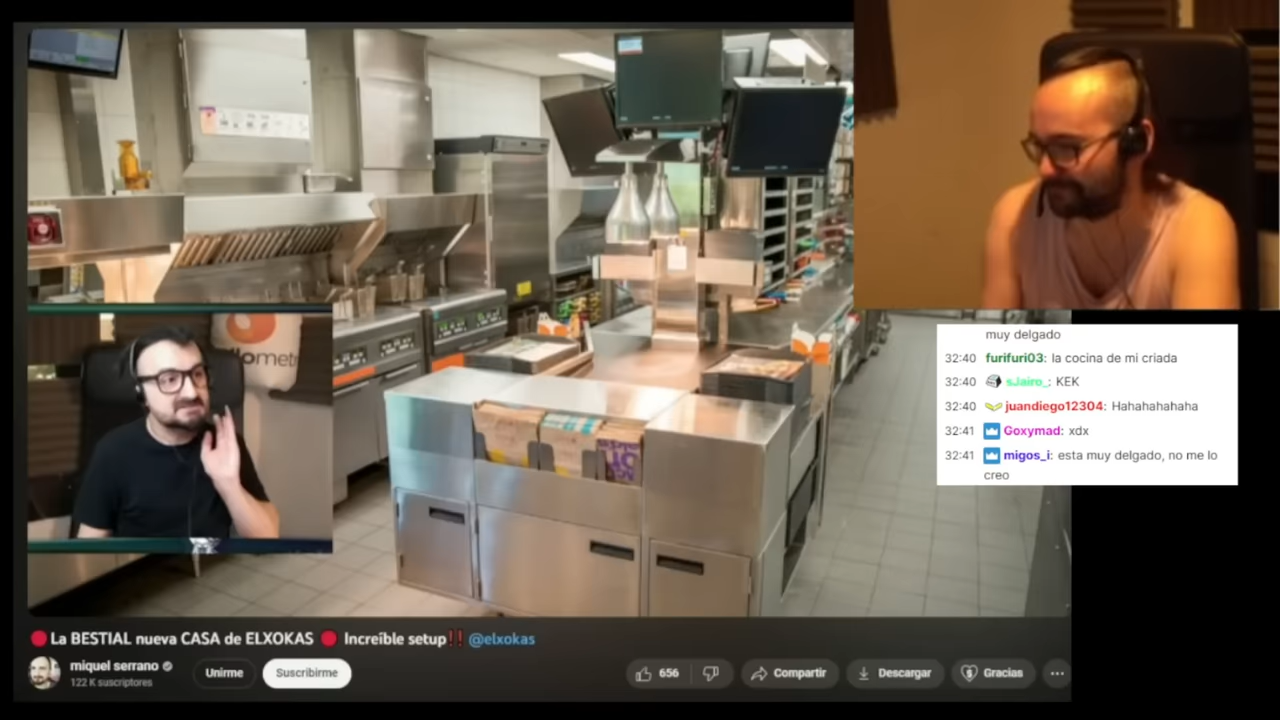 muy delgado
32:40 furifuri03: la cocina de mi criada
32:40 sJairo_: KEK
32:40 juandiego12304: Hahahahahaha
32:41 Goxymad: xdx
32:41 migos_i: esta muy delgado, no me lo
creo
La BESTIAL nueva CASA de ELXOKAS Increíble setup‼ @elxokas
miquel serrano
122 K suscriptores
Unirme
Suscribirme
656
Compartir
Descargar
Gracias